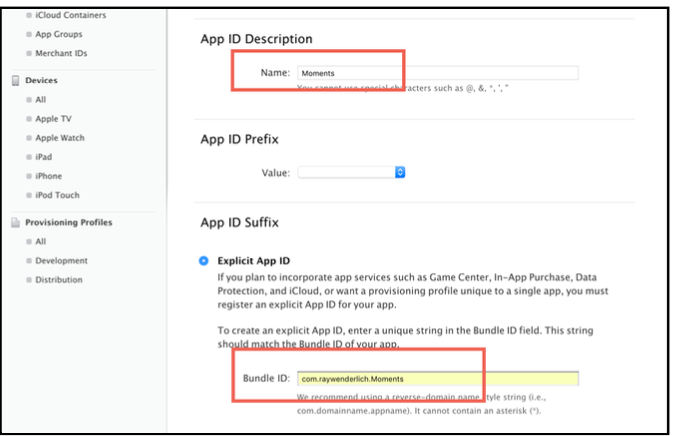 iCloud Containers
App Groups
Merchant IDs
Devices
All
Apple TV
Apple Watch
iPad
iPhone
iPod Touch
Provisioning Profiles
All
Development
Distribution
App ID Description
Name: Moments
You cannot use special characters such as @, &, *, ', "
App ID Prefix
Value:
App ID Suffix
Explicit App ID
If you plan to incorporate app services such as Game Center, In-App Purchase, Data
Protection, and iCloud, or want a provisioning profile unique to a single app, you must
register an explicit App ID for your app.
To create an explicit App ID, enter a unique string in the Bundle ID field. This string
should match the Bundle ID of your app.
Bundle ID: com.raywenderlich.Moments
We recommend using a reverse-domain name style string (i.e.,
com.domainname.appname). It cannot contain an asterisk (*).